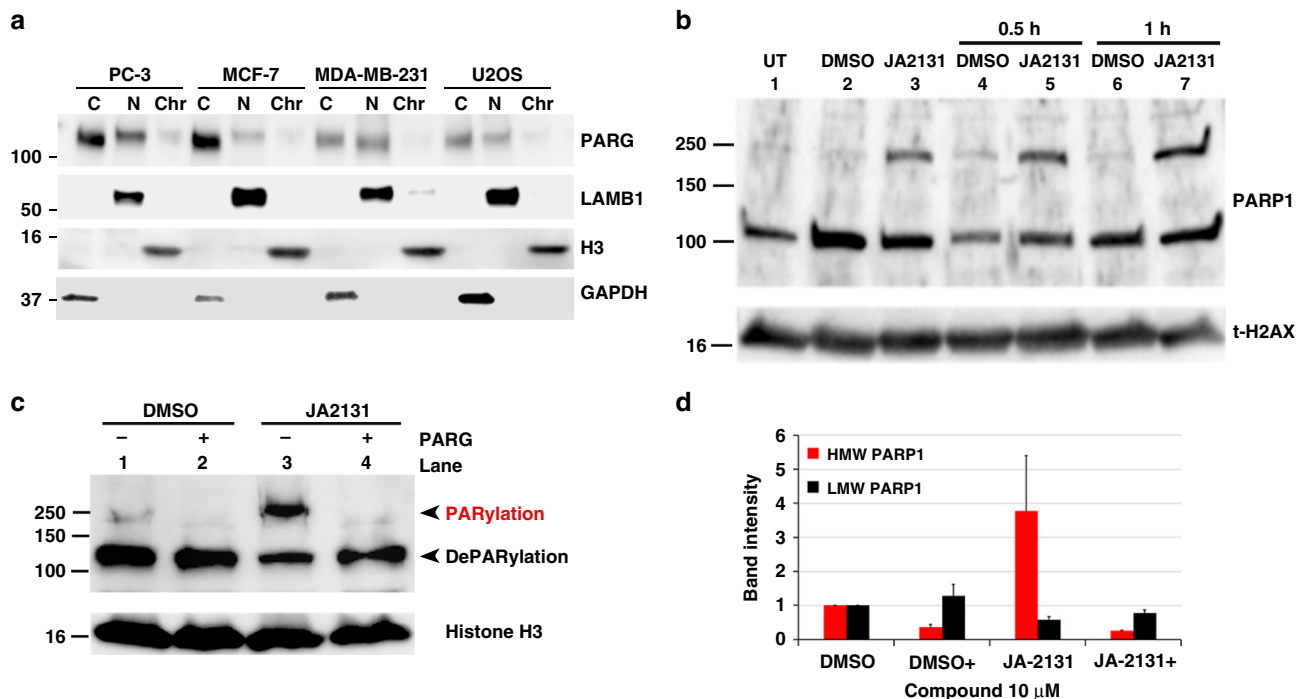 a
PC-3 MCF-7 MDA-MB-231 U2OS
C N Chr C N Chr C N Chr C N Chr
PARG
100
LAMB1
50
16
H3
37
GAPDH
b
0.5 h 1 h
UT DMSO JA2131 DMSO JA2131 DMSO JA2131
1 2 3 4 5 6 7
250
150
PARP1
100
t-H2AX
16
c
DMSO JA2131
– + – + PARG
1 2 3 4 Lane
250
PARylation
150
DePARylation
100
16
Histone H3
d
6
5
4
3
2
1
0
Band intensity
HMW PARP1
LMW PARP1
DMSO DMSO+ JA-2131 JA-2131+
Compound 10 μM